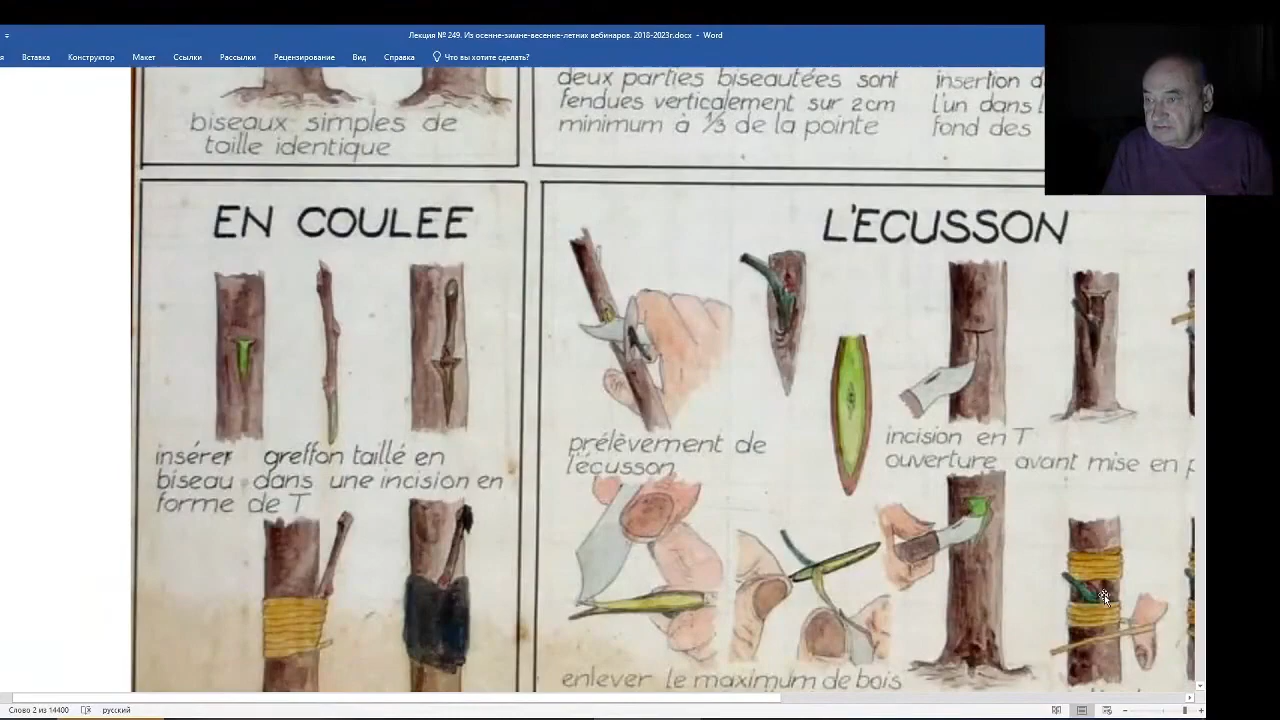 Лекция № 249. Из осенне-зимне-весенне-летних вебинаров. 2018-2023г.docx - Word
Вставка Конструктор Макет Ссылки Рассылки Рецензирование Вид Справка Что вы хотите сделать?
biseaux simples de
taille identique
deux parties biseautées sont
fendues verticalement sur 2cm
minimum à 1/3 de la pointe
insertion d
l'un dans l
fond des
EN COULEE
insérer greffon taillé en
biseau dans une incision en
forme de T
L'ECUSSON
prélèvement de
l'écusson
incision en T
ouverture avant mise en p
enlever le maximum de bois
Слово 2 из 14400 русский